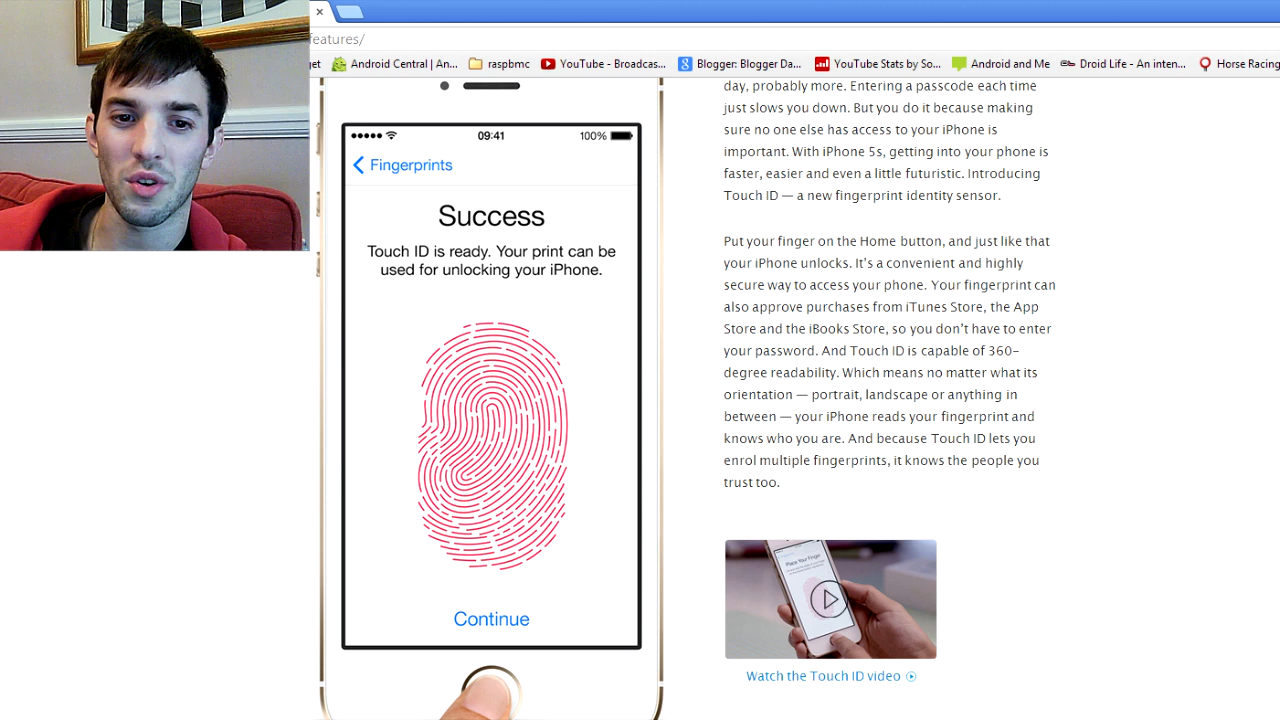 features/
get
Android Central | An...
raspbmc
YouTube - Broadcas...
Blogger: Blogger Da...
YouTube Stats by So...
Android and Me
Droid Life - An inten...
Horse Racing
09:41
100%
Fingerprints
Success
Touch ID is ready. Your print can be
used for unlocking your iPhone.
Continue
day, probably more. Entering a passcode each time
just slows you down. But you do it because making
sure no one else has access to your iPhone is
important. With iPhone 5s, getting into your phone is
faster, easier and even a little futuristic. Introducing
Touch ID — a new fingerprint identity sensor.
Put your finger on the Home button, and just like that
your iPhone unlocks. It's a convenient and highly
secure way to access your phone. Your fingerprint can
also approve purchases from iTunes Store, the App
Store and the iBooks Store, so you don't have to enter
your password. And Touch ID is capable of 360-
degree readability. Which means no matter what its
orientation — portrait, landscape or anything in
between — your iPhone reads your fingerprint and
knows who you are. And because Touch ID lets you
enrol multiple fingerprints, it knows the people you
trust too.
Place Your Finger
Watch the Touch ID video